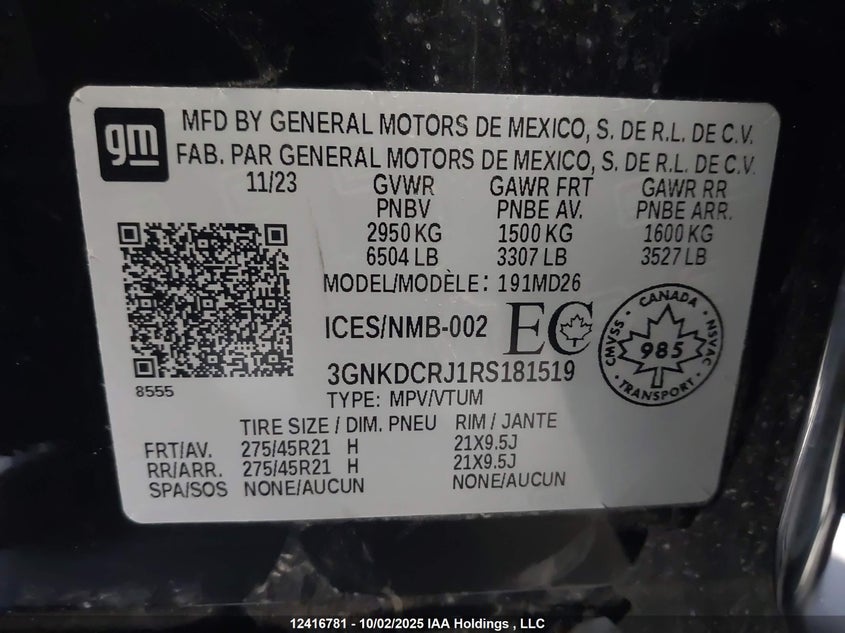 gm
MFD BY GENERAL MOTORS DE MEXICO, S. DE R.L. DE C.V.
FAB. PAR GENERAL MOTORS DE MEXICO, S. DE R.L. DE C.V.
11/23 GVWR GAWR FRT GAWR RR
PNBV PNBE AV. PNBE ARR.
2950 KG 1500 KG 1600 KG
6504 LB 3307 LB 3527 LB
MODEL/MODÈLE: 191MD26
ICES/NMB-002 EC
CANADA
CMVSS 985 NSVAC
TRANSPORT
3GNKDCRJ1RS181519
8555
TYPE: MPV/VTUM
TIRE SIZE / DIM. PNEU RIM / JANTE
FRT/AV. 275/45R21 H 21X9.5J
RR/ARR. 275/45R21 H 21X9.5J
SPA/SOS NONE/AUCUN NONE/AUCUN
12416781 - 10/02/2025 IAA Holdings , LLC